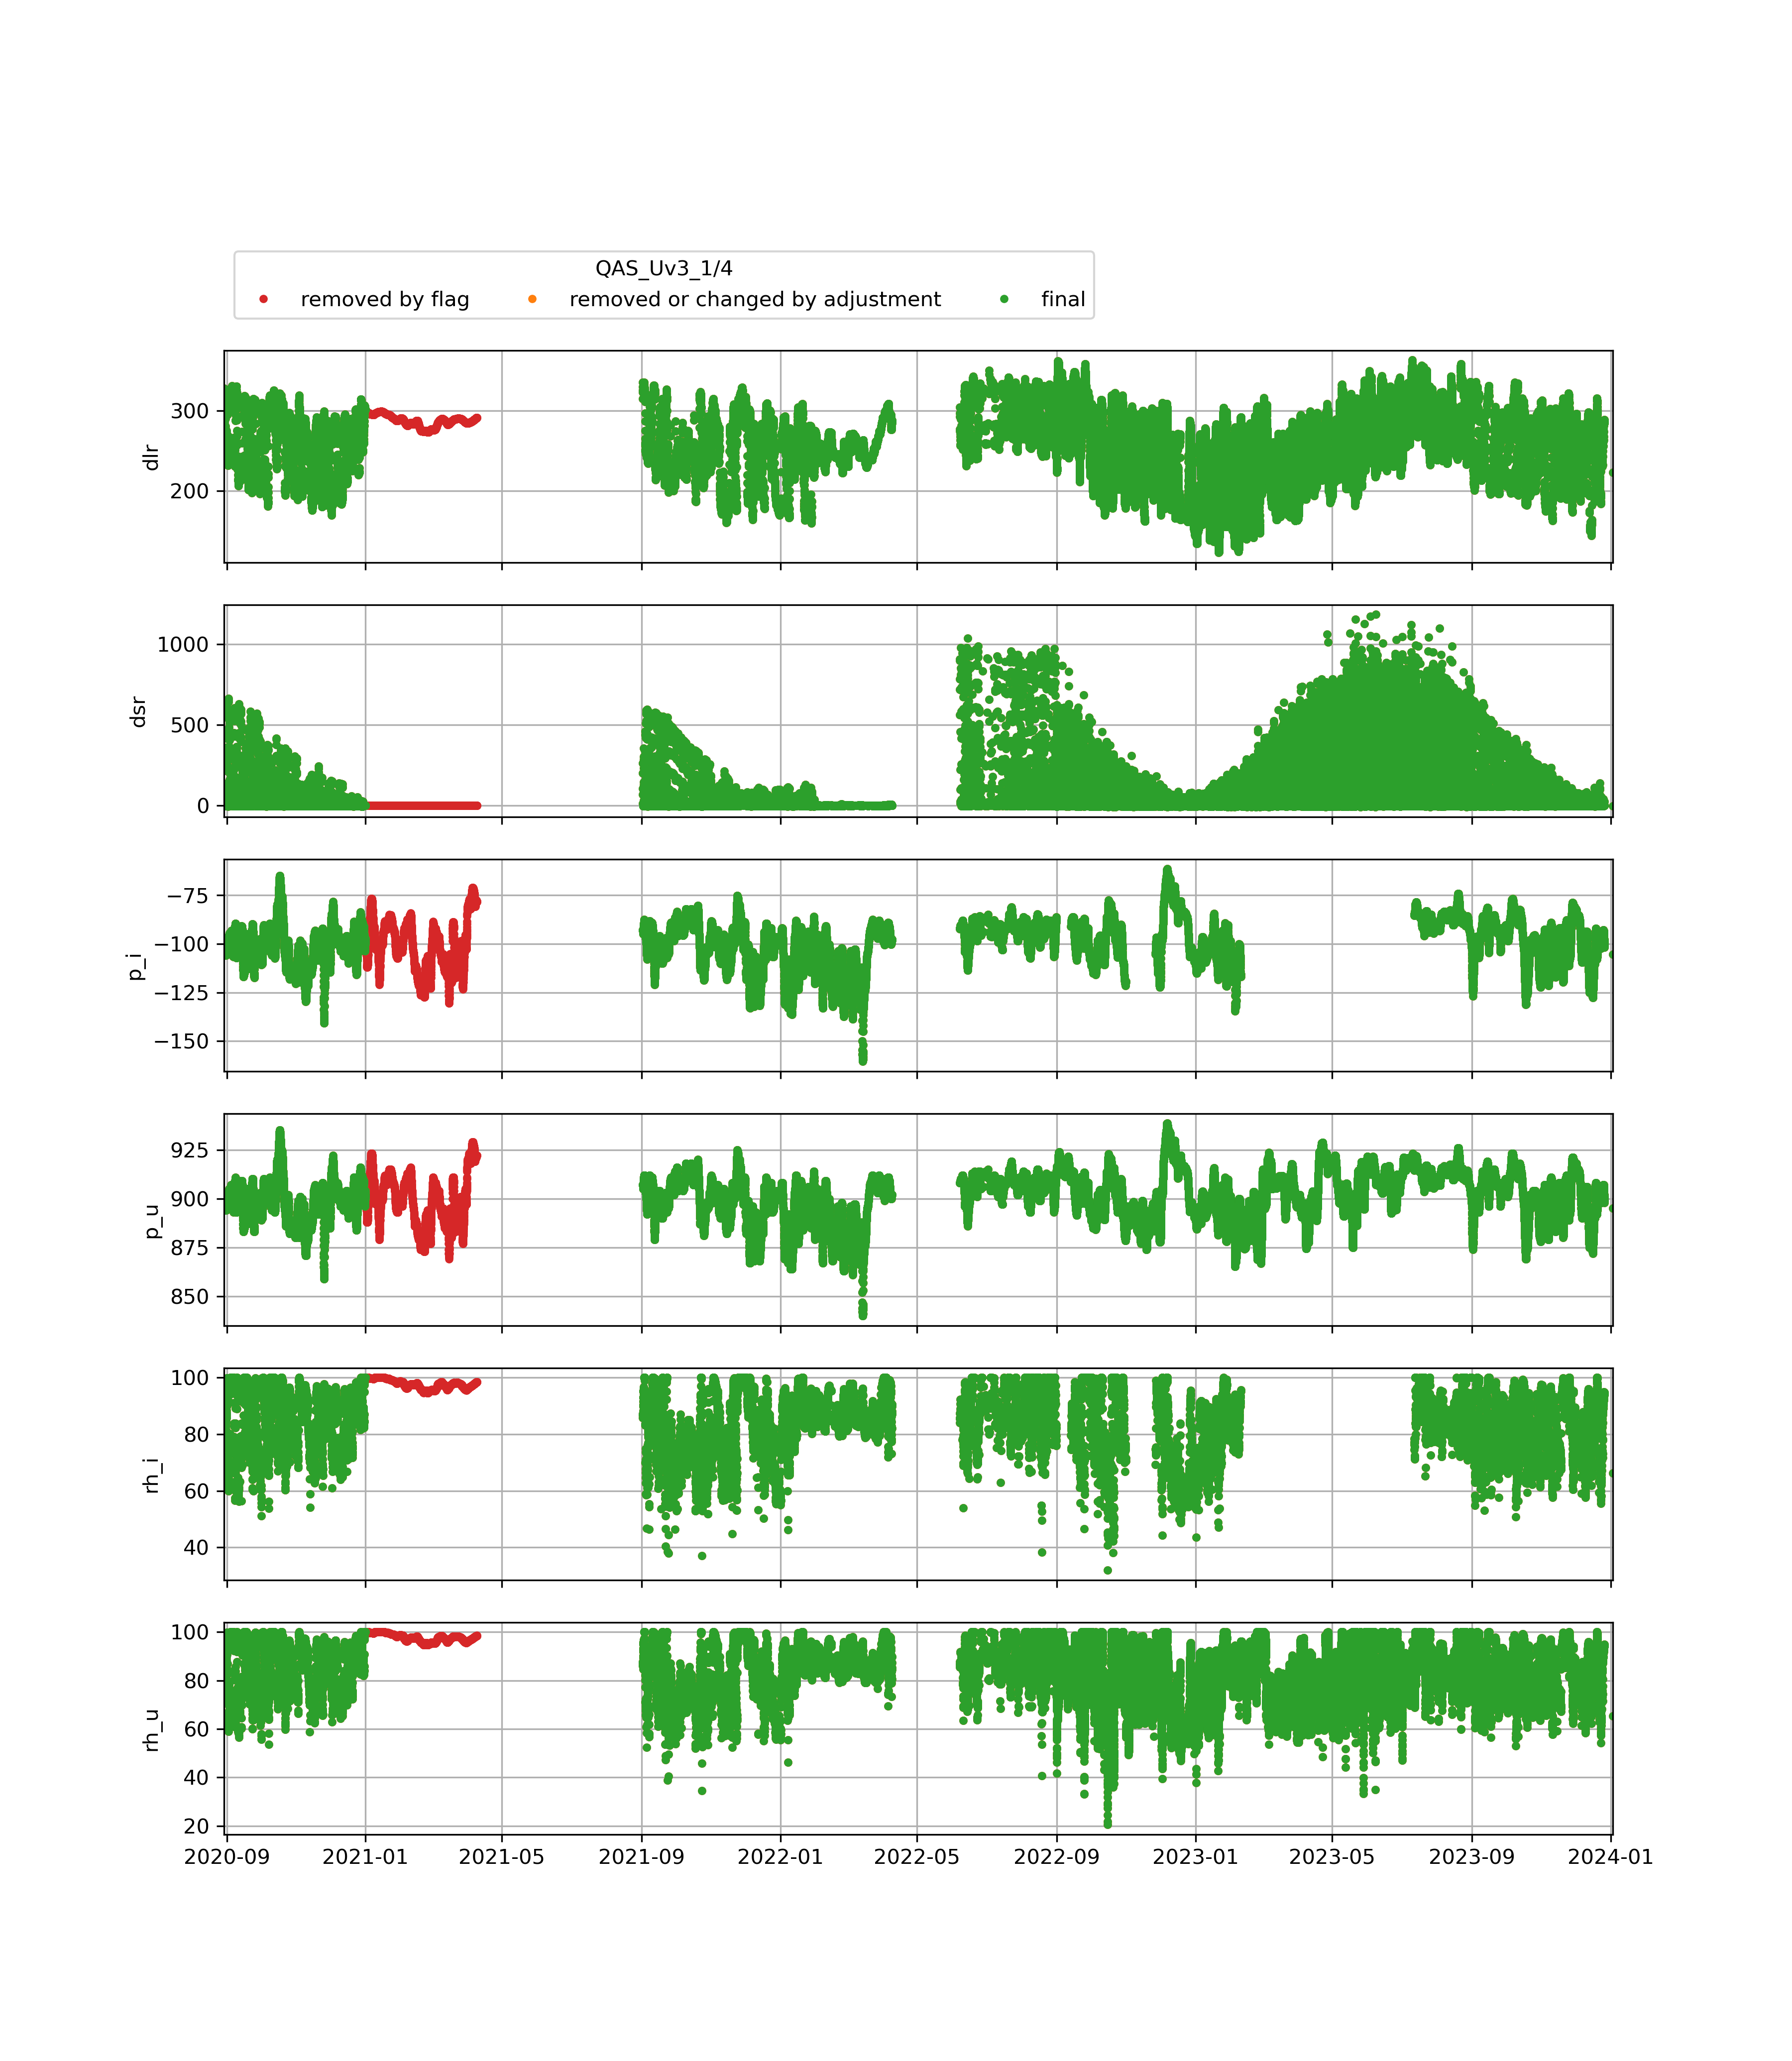 QAS_Uv3_1/4
removed by flag removed or changed by adjustment final
300
200
dlr
1000
500
0
dsr
−75
−100
−125
−150
p_i
925
900
875
850
p_u
100
80
60
40
rh_i
100
80
60
40
20
rh_u
2020-09 2021-01 2021-05 2021-09 2022-01 2022-05 2022-09 2023-01 2023-05 2023-09 2024-01